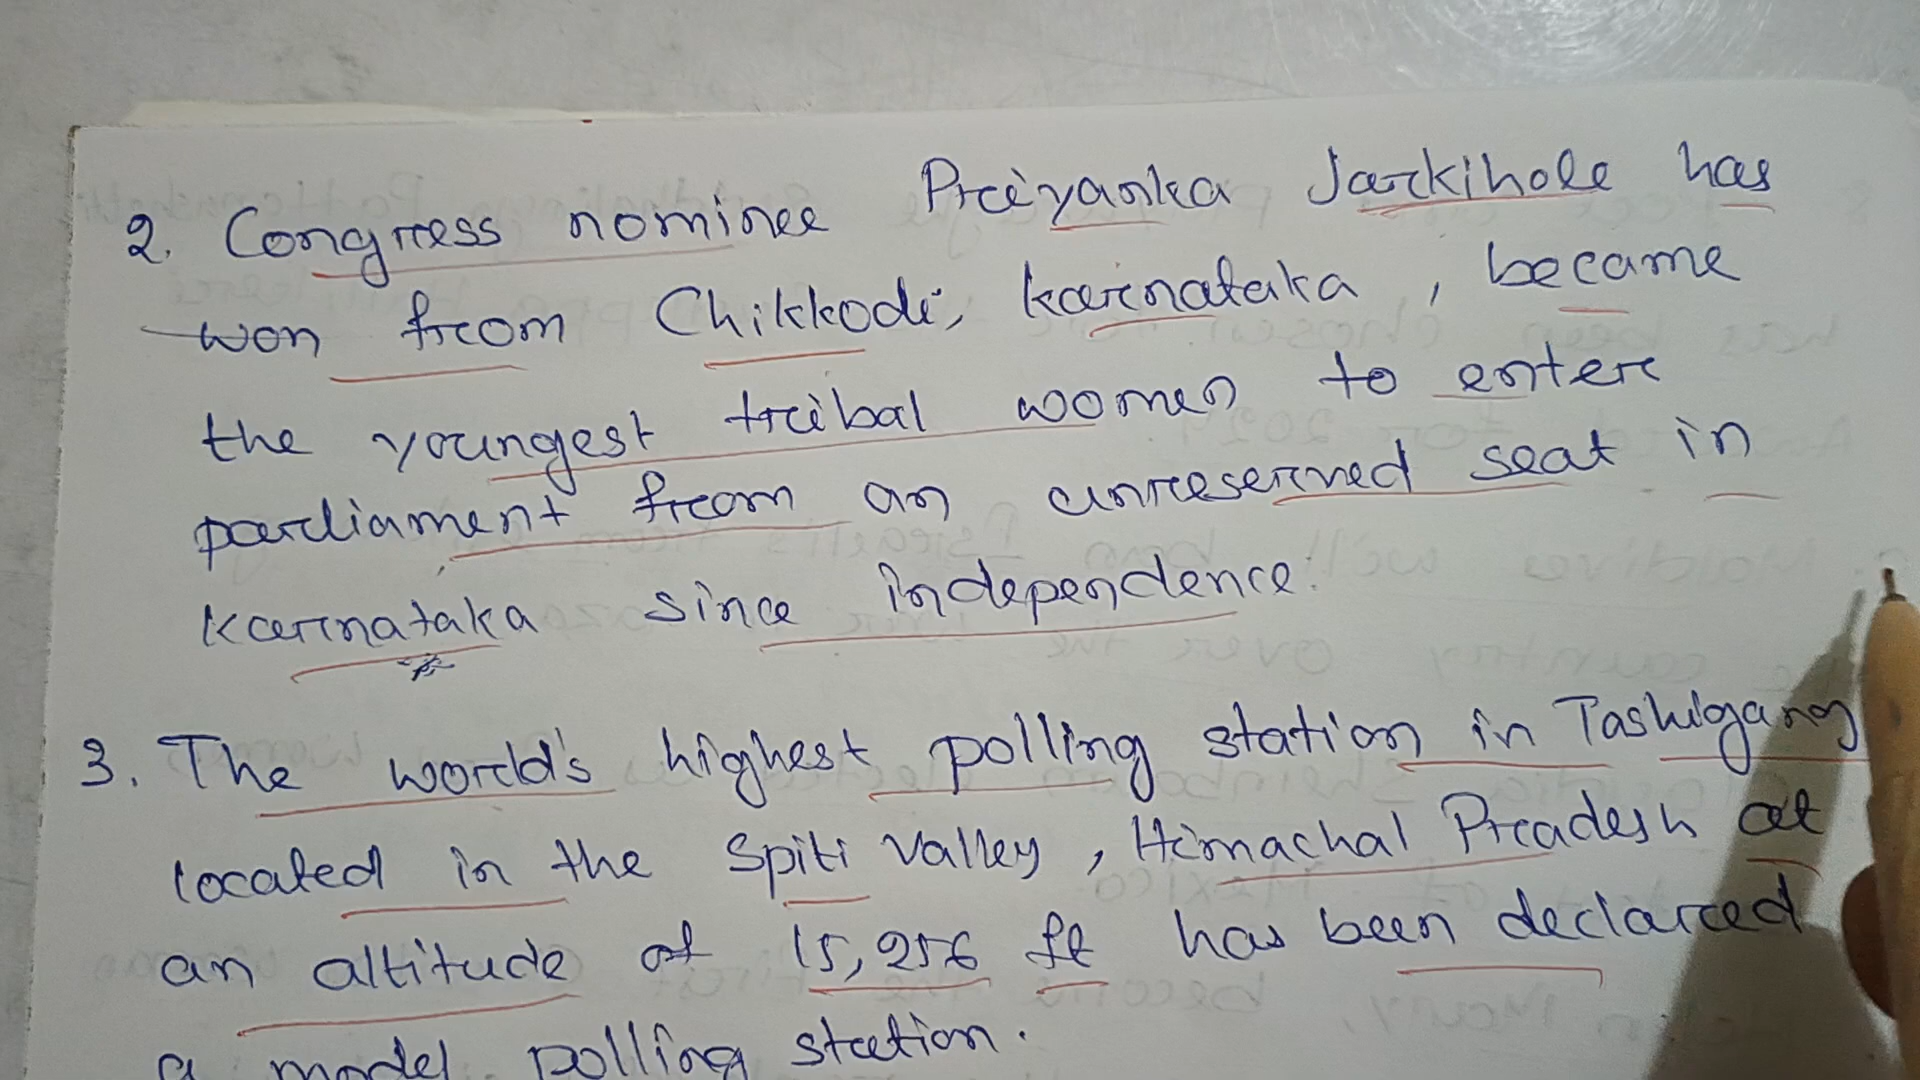 2. Congress nominee Priyanka Jarkihole has
won from Chikkodi, karnataka, became
the youngest tribal women to enter
parliament from an unreserved seat in
karnataka since independence.
3. The world's highest polling station in Tashigang
located in the Spiti Valley, Himachal Pradesh at
an altitude of 15,256 ft has been declared
a model polling station.